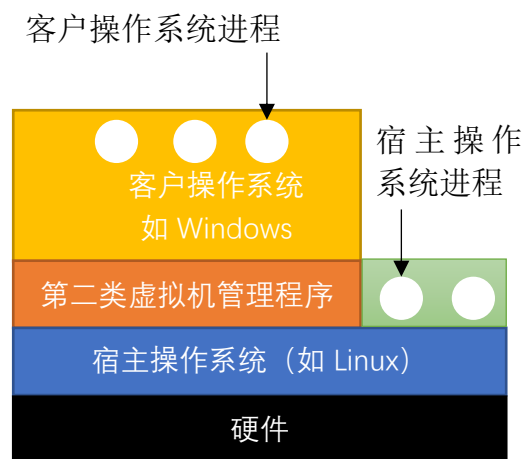 客户操作系统进程
宿主操作
系统进程
客户操作系统
如 Windows
第二类虚拟机管理程序
宿主操作系统（如 Linux）
硬件